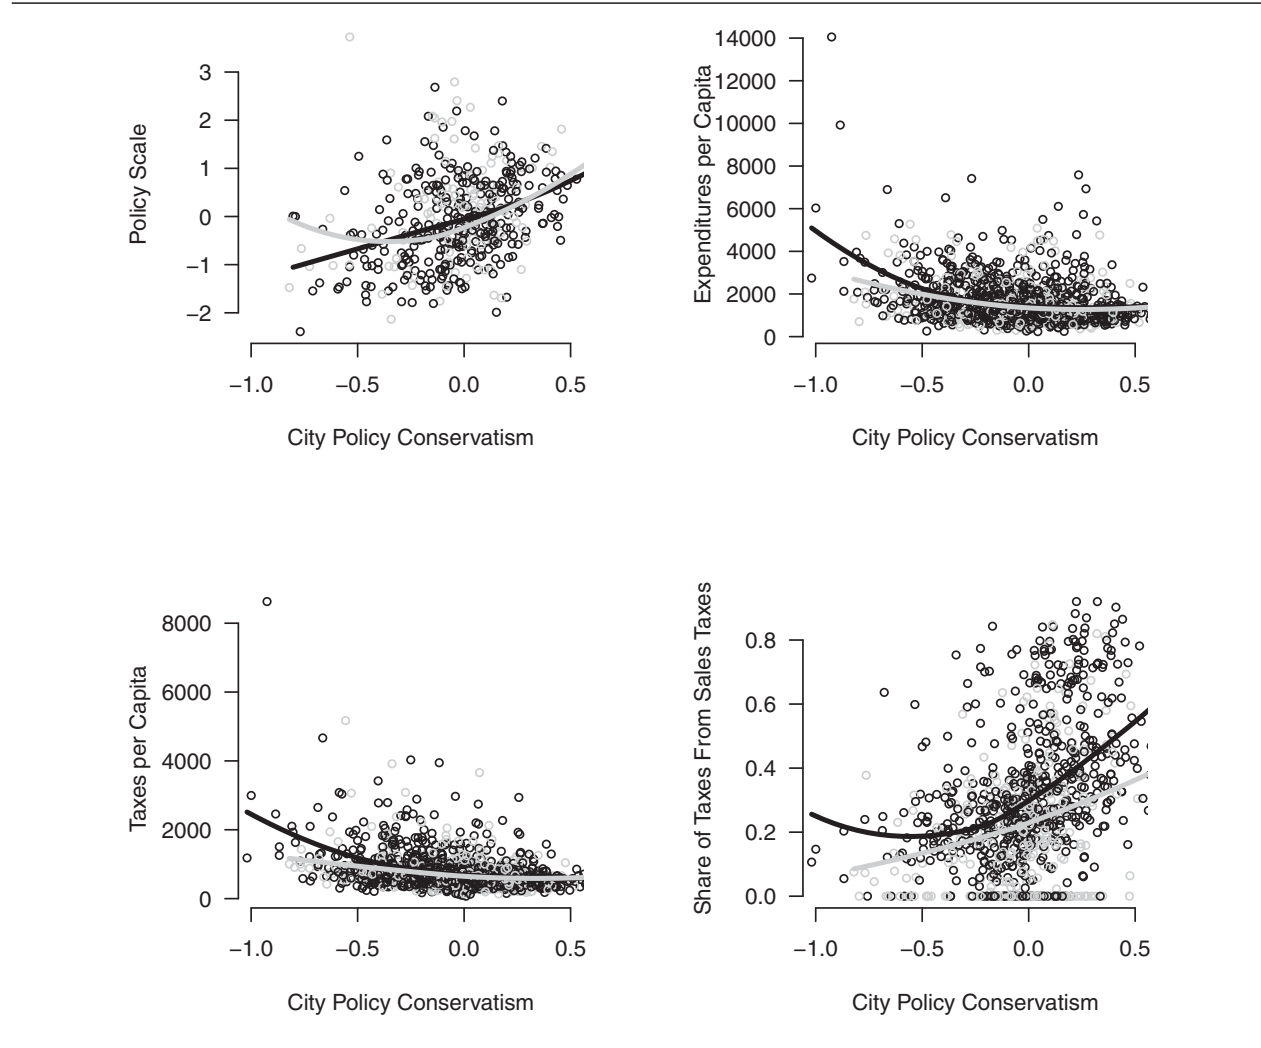 Policy Scale
3
2
1
0
−1
−2
−1.0 −0.5 0.0 0.5
City Policy Conservatism
Expenditures per Capita
14000
12000
10000
8000
6000
4000
2000
0
−1.0 −0.5 0.0 0.5
City Policy Conservatism
Taxes per Capita
8000
6000
4000
2000
0
−1.0 −0.5 0.0 0.5
City Policy Conservatism
Share of Taxes From Sales Taxes
0.8
0.6
0.4
0.2
0.0
−1.0 −0.5 0.0 0.5
City Policy Conservatism